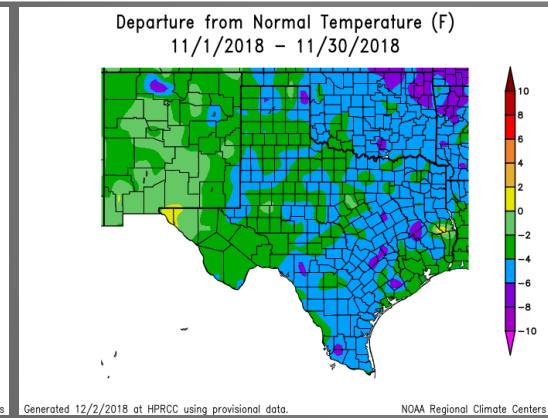 Departure from Normal Temperature (F)
11/1/2018 – 11/30/2018
10
8
6
4
2
0
-2
-4
-6
-8
-10
s
Generated 12/2/2018 at HPRCC using provisional data.
NOAA Regional Climate Centers